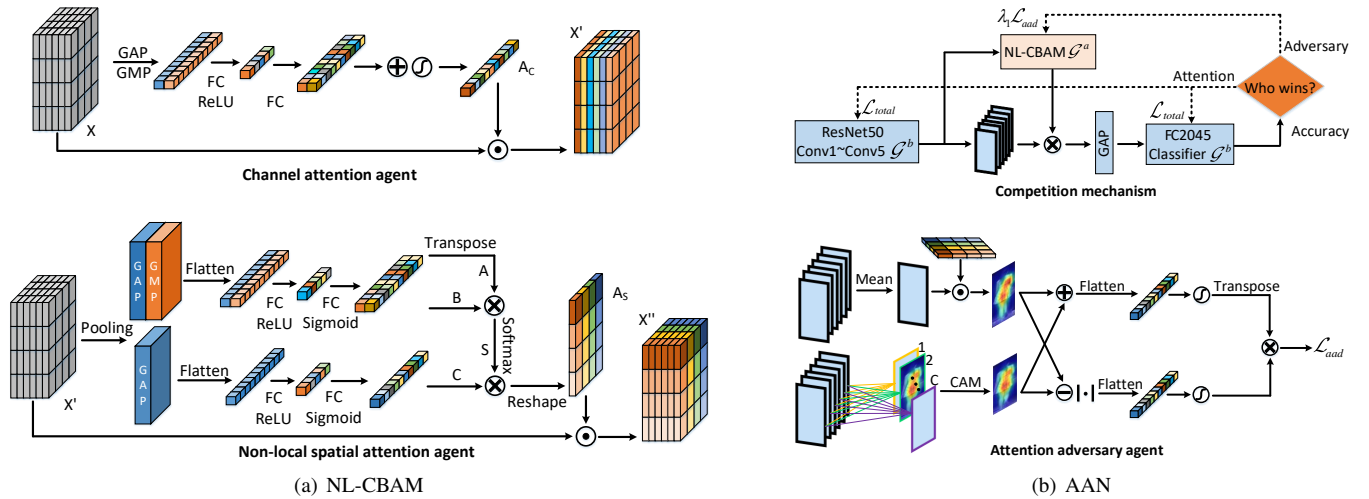 GAP
GMP
FC
ReLU
FC
A_C
X
X'
Channel attention agent
GAP
GMP
Flatten
FC
ReLU
FC
Sigmoid
Transpose
A
B
Softmax
S
A_S
X''
X'
Pooling
GAP
Flatten
FC
ReLU
FC
Sigmoid
C
Reshape
Non-local spatial attention agent
(a) NL-CBAM
λ₁ℒ_aad
NL-CBAM 𝒢^a
Adversary
Attention
Who wins?
ℒ_total
ℒ_total
Accuracy
ResNet50
Conv1~Conv5 𝒢^b
GAP
FC2045
Classifier 𝒢^b
Competition mechanism
Mean
Flatten
Transpose
1
2
C
CAM
|·|
Flatten
ℒ_aad
Attention adversary agent
(b) AAN